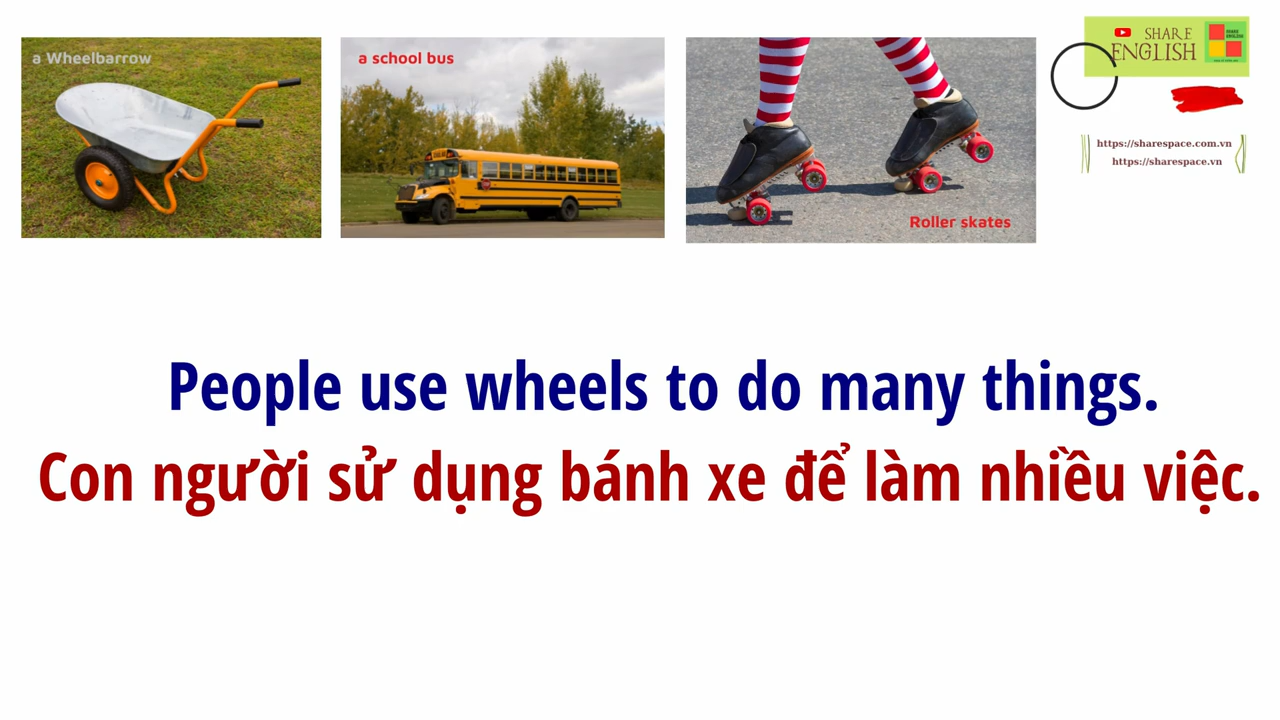 a Wheelbarrow
a school bus
Roller skates
SHARE
ENGLISH
https://sharespace.com.vn
https://sharespace.vn
People use wheels to do many things.
Con người sử dụng bánh xe để làm nhiều việc.